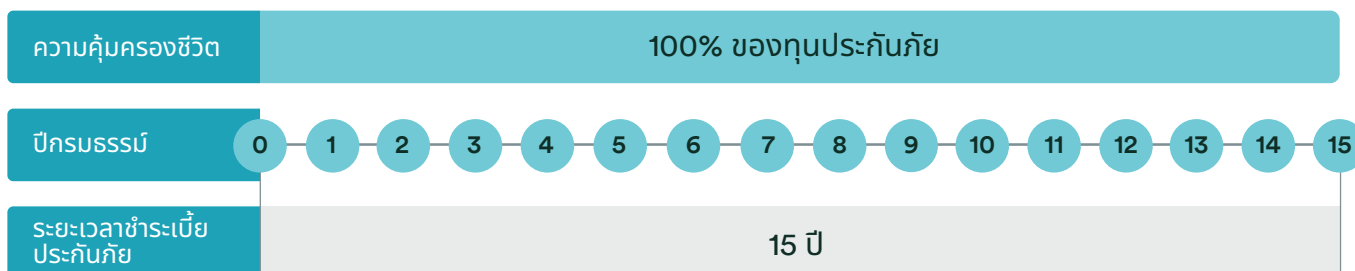 ความคุ้มครองชีวิต
100% ของทุนประกันภัย
ปีกรมธรรม์
0 1 2 3 4 5 6 7 8 9 10 11 12 13 14 15
ระยะเวลาชำระเบี้ย
ประกันภัย
15 ปี